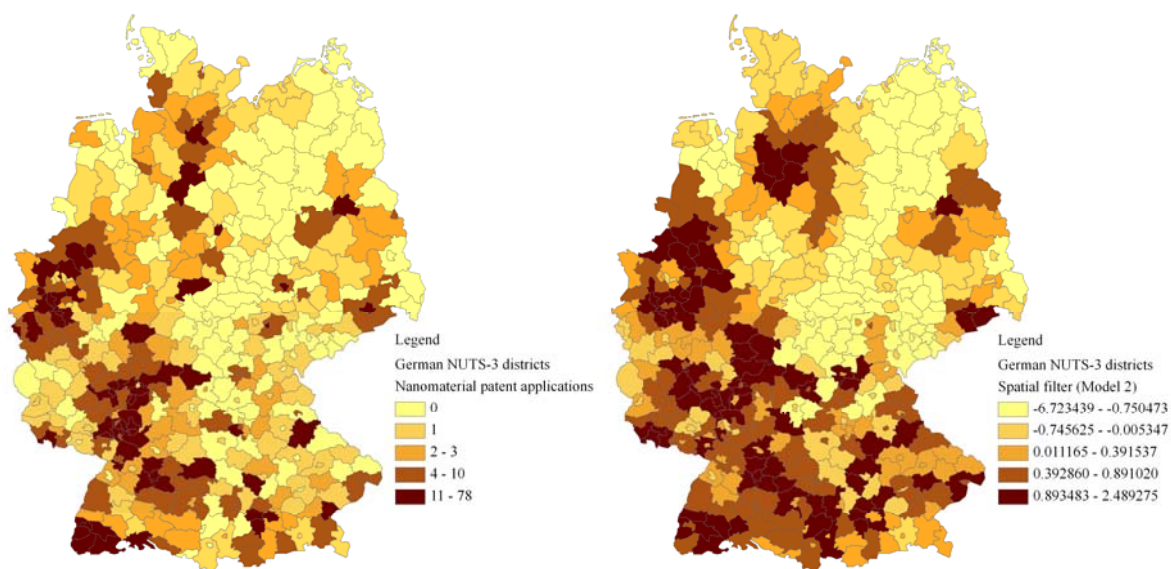 Legend
German NUTS-3 districts
Nanomaterial patent applications
0
1
2 - 3
4 - 10
11 - 78
Legend
German NUTS-3 districts
Spatial filter (Model 2)
-6.723439 - -0.750473
-0.745625 - -0.005347
0.011165 - 0.391537
0.392860 - 0.891020
0.893483 - 2.489275